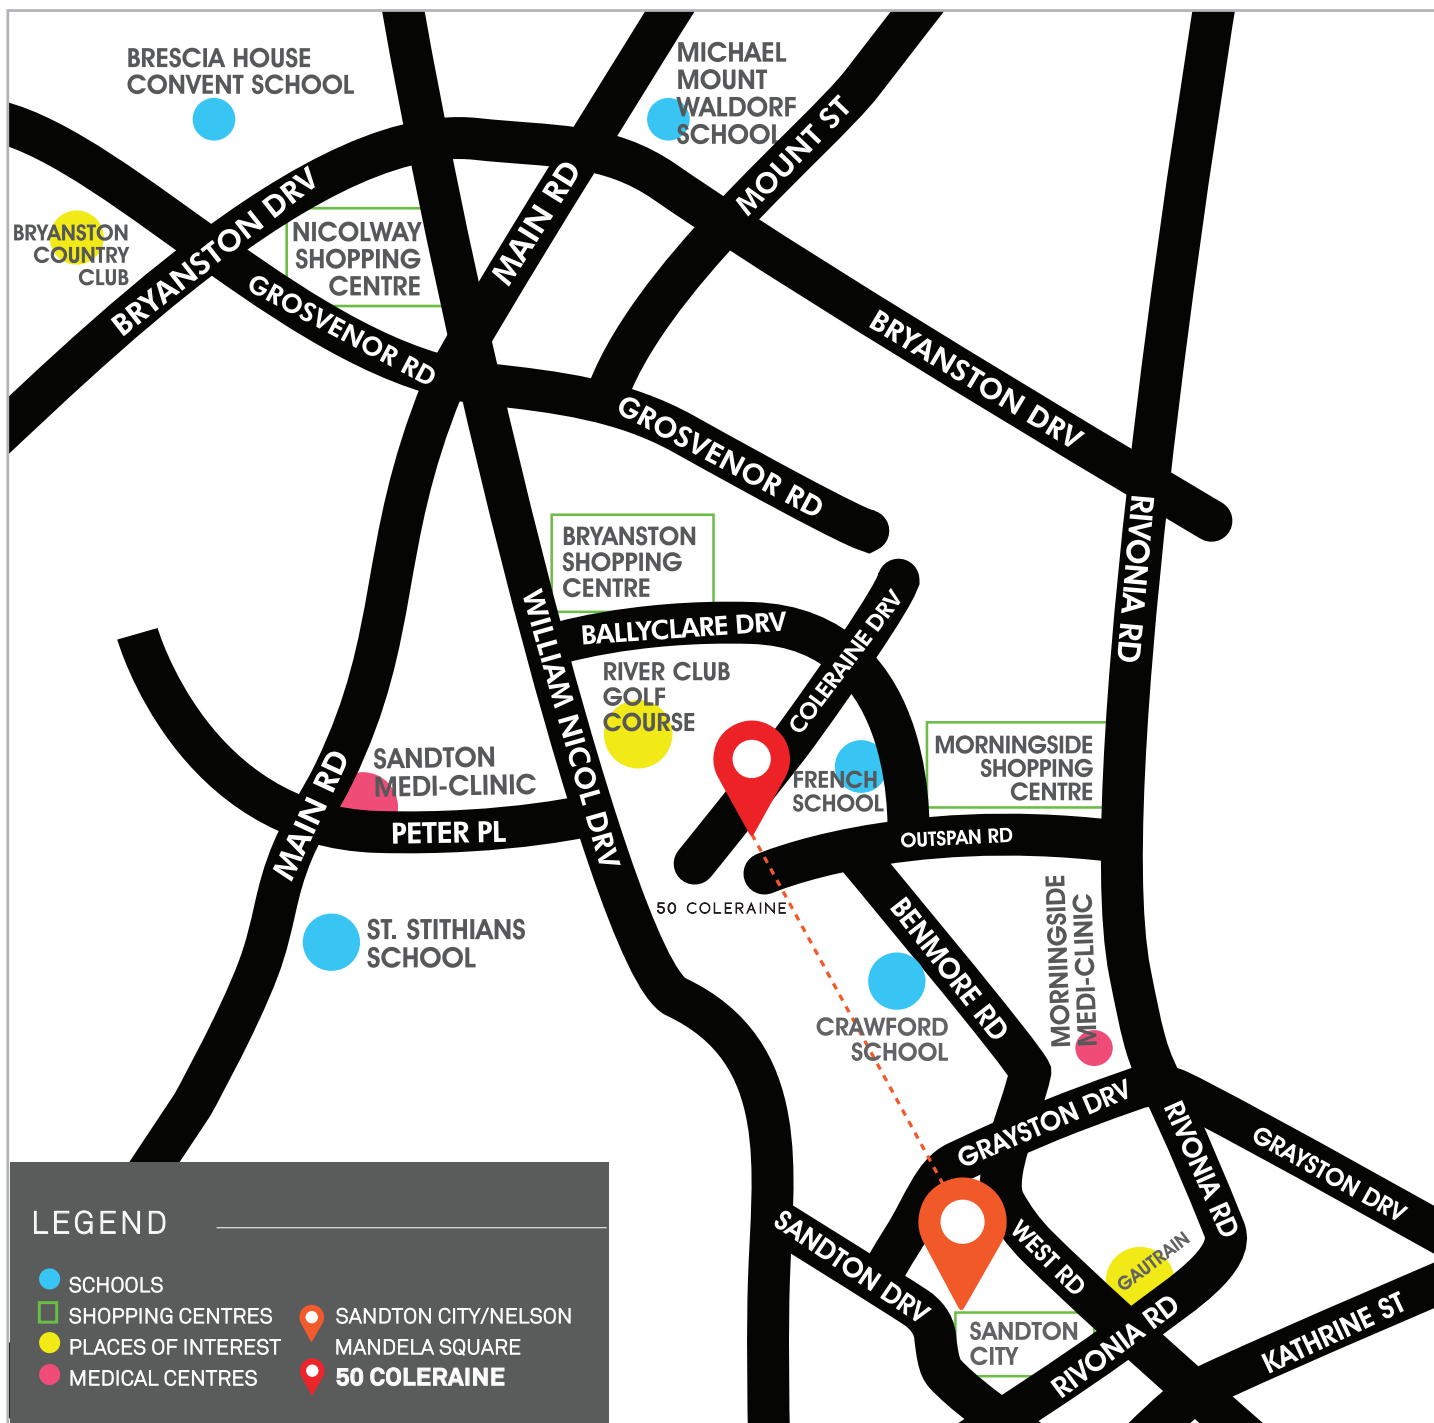 BRESCIA HOUSE
CONVENT SCHOOL
MICHAEL
MOUNT
WALDORF
SCHOOL
MOUNT ST
BRYANSTON DRV
MAIN RD
BRYANSTON
COUNTRY
CLUB
NICOLWAY
SHOPPING
CENTRE
GROSVENOR RD
BRYANSTON DRV
GROSVENOR RD
RIVONIA RD
BRYANSTON
SHOPPING
CENTRE
WILLIAM NICOL DRV
BALLYCLARE DRV
COLERAINE DRV
RIVER CLUB
GOLF
COURSE
MORNINGSIDE
SHOPPING
CENTRE
SANDTON
MEDI-CLINIC
FRENCH
SCHOOL
MAIN RD
PETER PL
OUTSPAN RD
50 COLERAINE
BENMORE RD
MORNINGSIDE
MEDI-CLINIC
ST. STITHIANS
SCHOOL
CRAWFORD
SCHOOL
GRAYSTON DRV
RIVONIA RD
GRAYSTON DRV
SANDTON DRV
WEST RD
GAUTRAIN
SANDTON
CITY
RIVONIA RD
KATHRINE ST
LEGEND
SCHOOLS
SHOPPING CENTRES
PLACES OF INTEREST
MEDICAL CENTRES
SANDTON CITY/NELSON
MANDELA SQUARE
50 COLERAINE